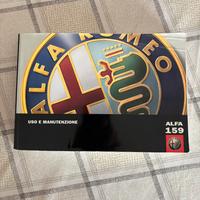 ALFA ROMEO
USO E MANUTENZIONE
ALFA
159